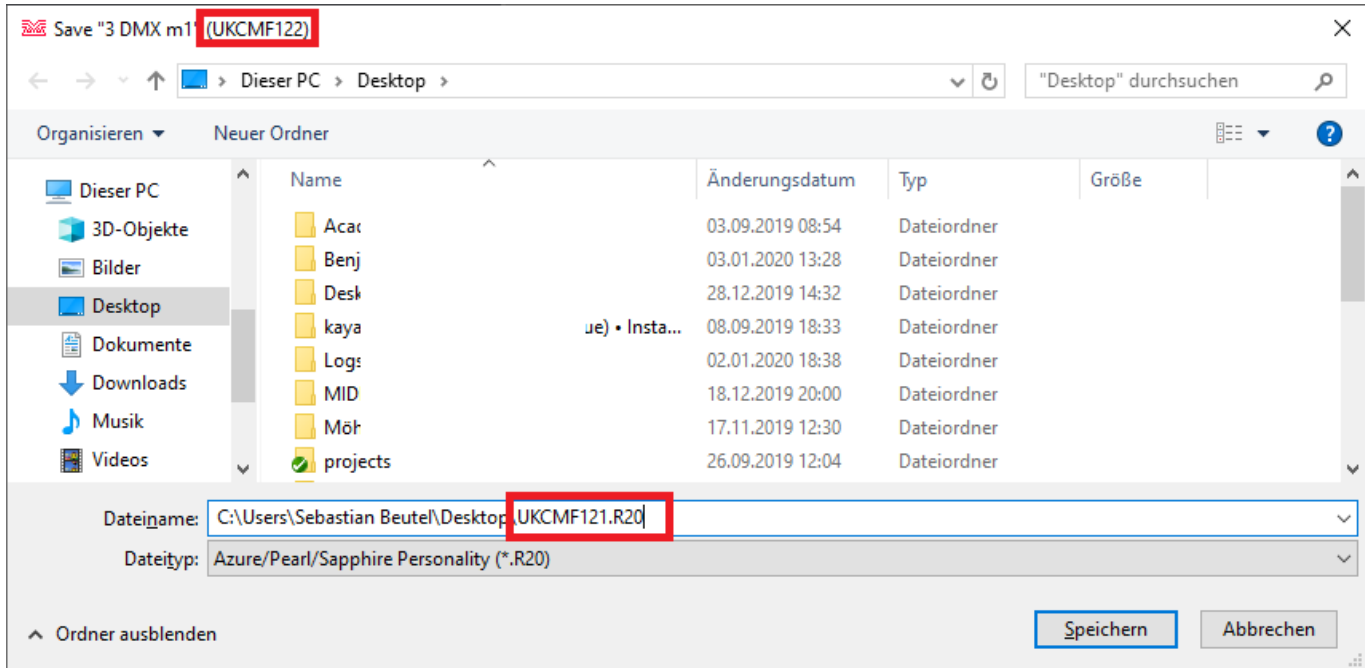 Save "3 DMX m1" (UKCMF122)
Dieser PC > Desktop >
"Desktop" durchsuchen
Organisieren
Neuer Ordner
Name Änderungsdatum Typ Größe
Dieser PC
3D-Objekte
Bilder
Desktop
Dokumente
Downloads
Musik
Videos
03.09.2019 08:54 Dateiordner
Benj 03.01.2020 13:28 Dateiordner
Desk 28.12.2019 14:32 Dateiordner
kaya ue) • Insta... 08.09.2019 18:33 Dateiordner
Logs 02.01.2020 18:38 Dateiordner
MID 18.12.2019 20:00 Dateiordner
Möh 17.11.2019 12:30 Dateiordner
projects 26.09.2019 12:04 Dateiordner
Dateiname: C:\Users\Sebastian Beutel\Desktop\UKCMF121.R20
Dateityp: Azure/Pearl/Sapphire Personality (*.R20)
Ordner ausblenden
Speichern
Abbrechen